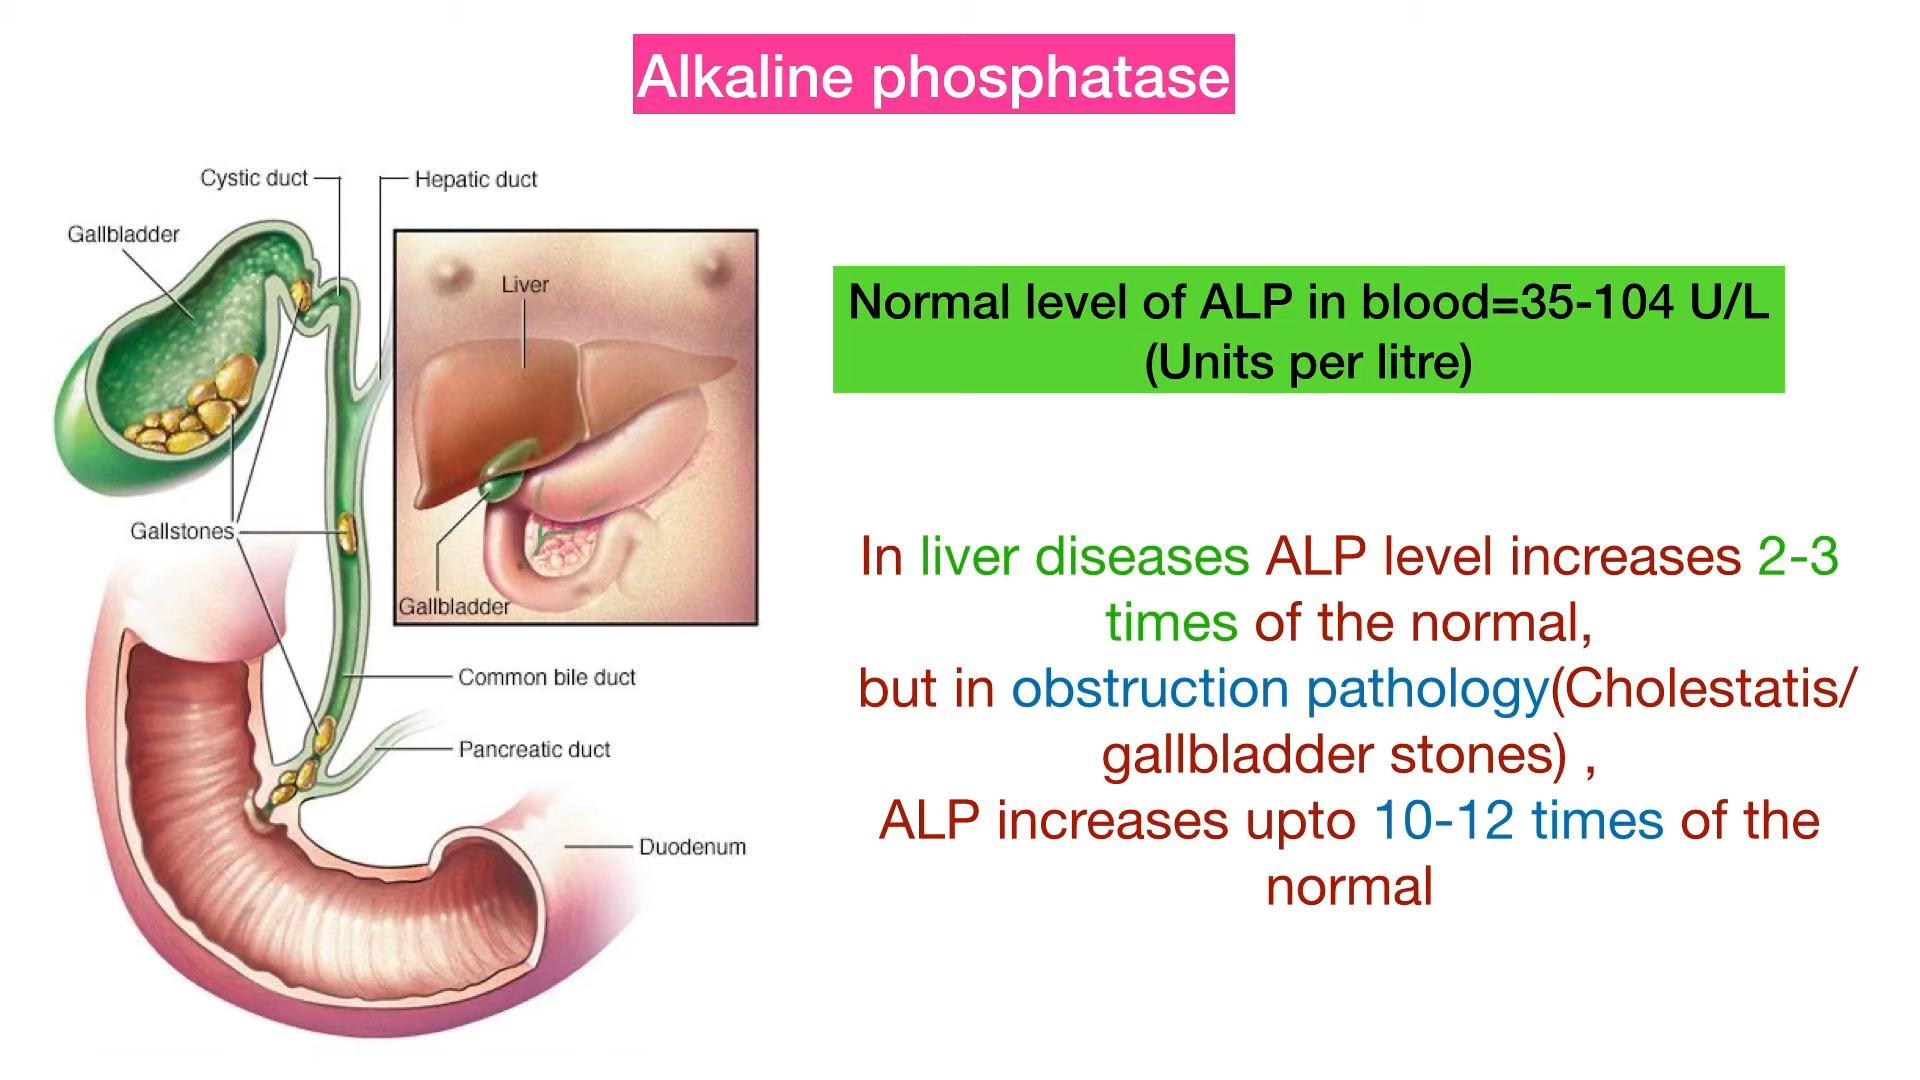 Alkaline phosphatase
Cystic duct
Hepatic duct
Gallbladder
Liver
Gallstones
Gallbladder
Common bile duct
Pancreatic duct
Duodenum
Normal level of ALP in blood=35-104 U/L
(Units per litre)
In liver diseases ALP level increases 2-3
times of the normal,
but in obstruction pathology(Cholestatis/
gallbladder stones) ,
ALP increases upto 10-12 times of the
normal